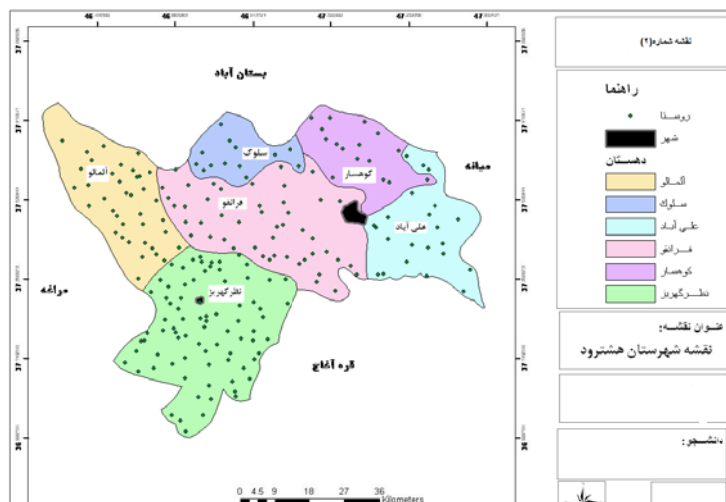 نقشه شماره(۲)
راهنما
روستا
شهر
دهستان
آلمالو
سلوک
علی آباد
قرانقو
کوهسار
نظرکهریز
عنوان نقشه:
نقشه شهرستان هشترود
دانشجو:
بستان آباد
میانه
مراغه
قره آغاج
آلمالو
سلوک
کوهسار
قرانقو
علی آباد
نظرکهریز
0 4.5 9 18 27 36
Kilometers